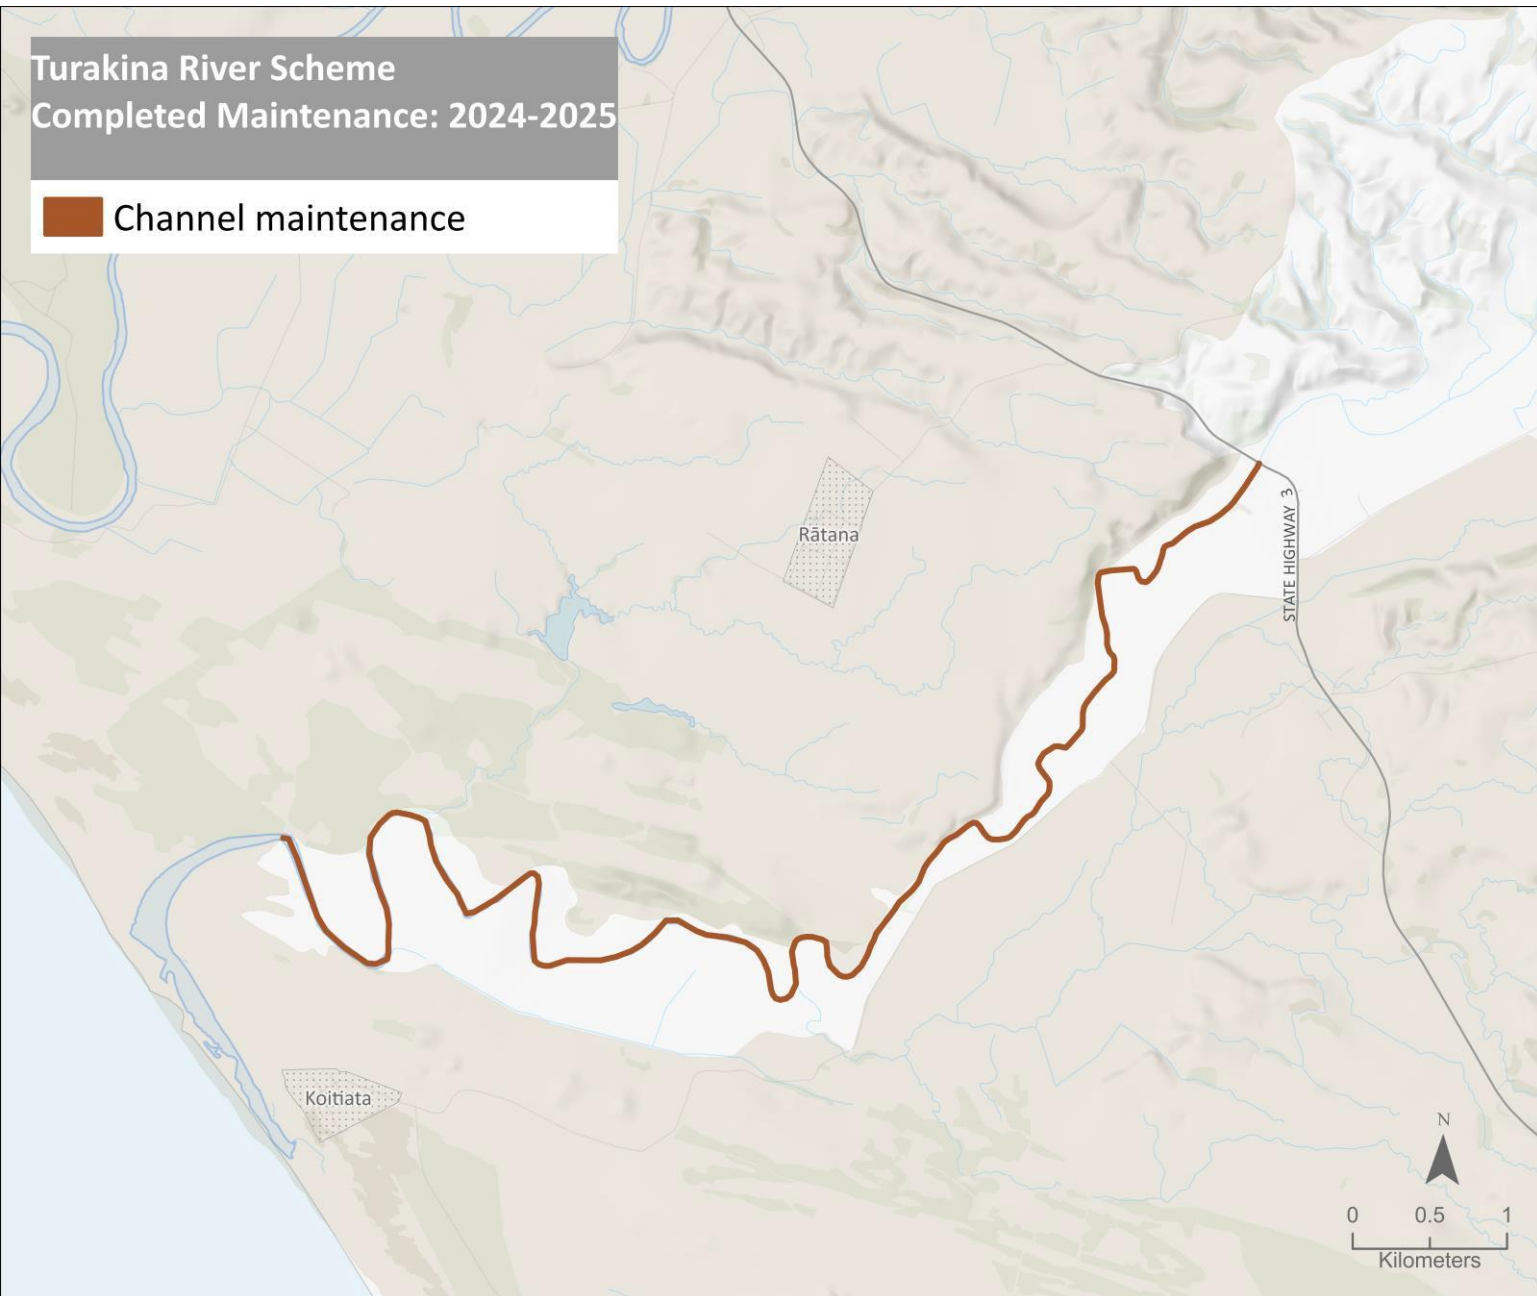 Turakina River Scheme
Completed Maintenance: 2024-2025
Channel maintenance
Rātana
STATE HIGHWAY 3
Koitiata
N
0 0.5 1
Kilometers